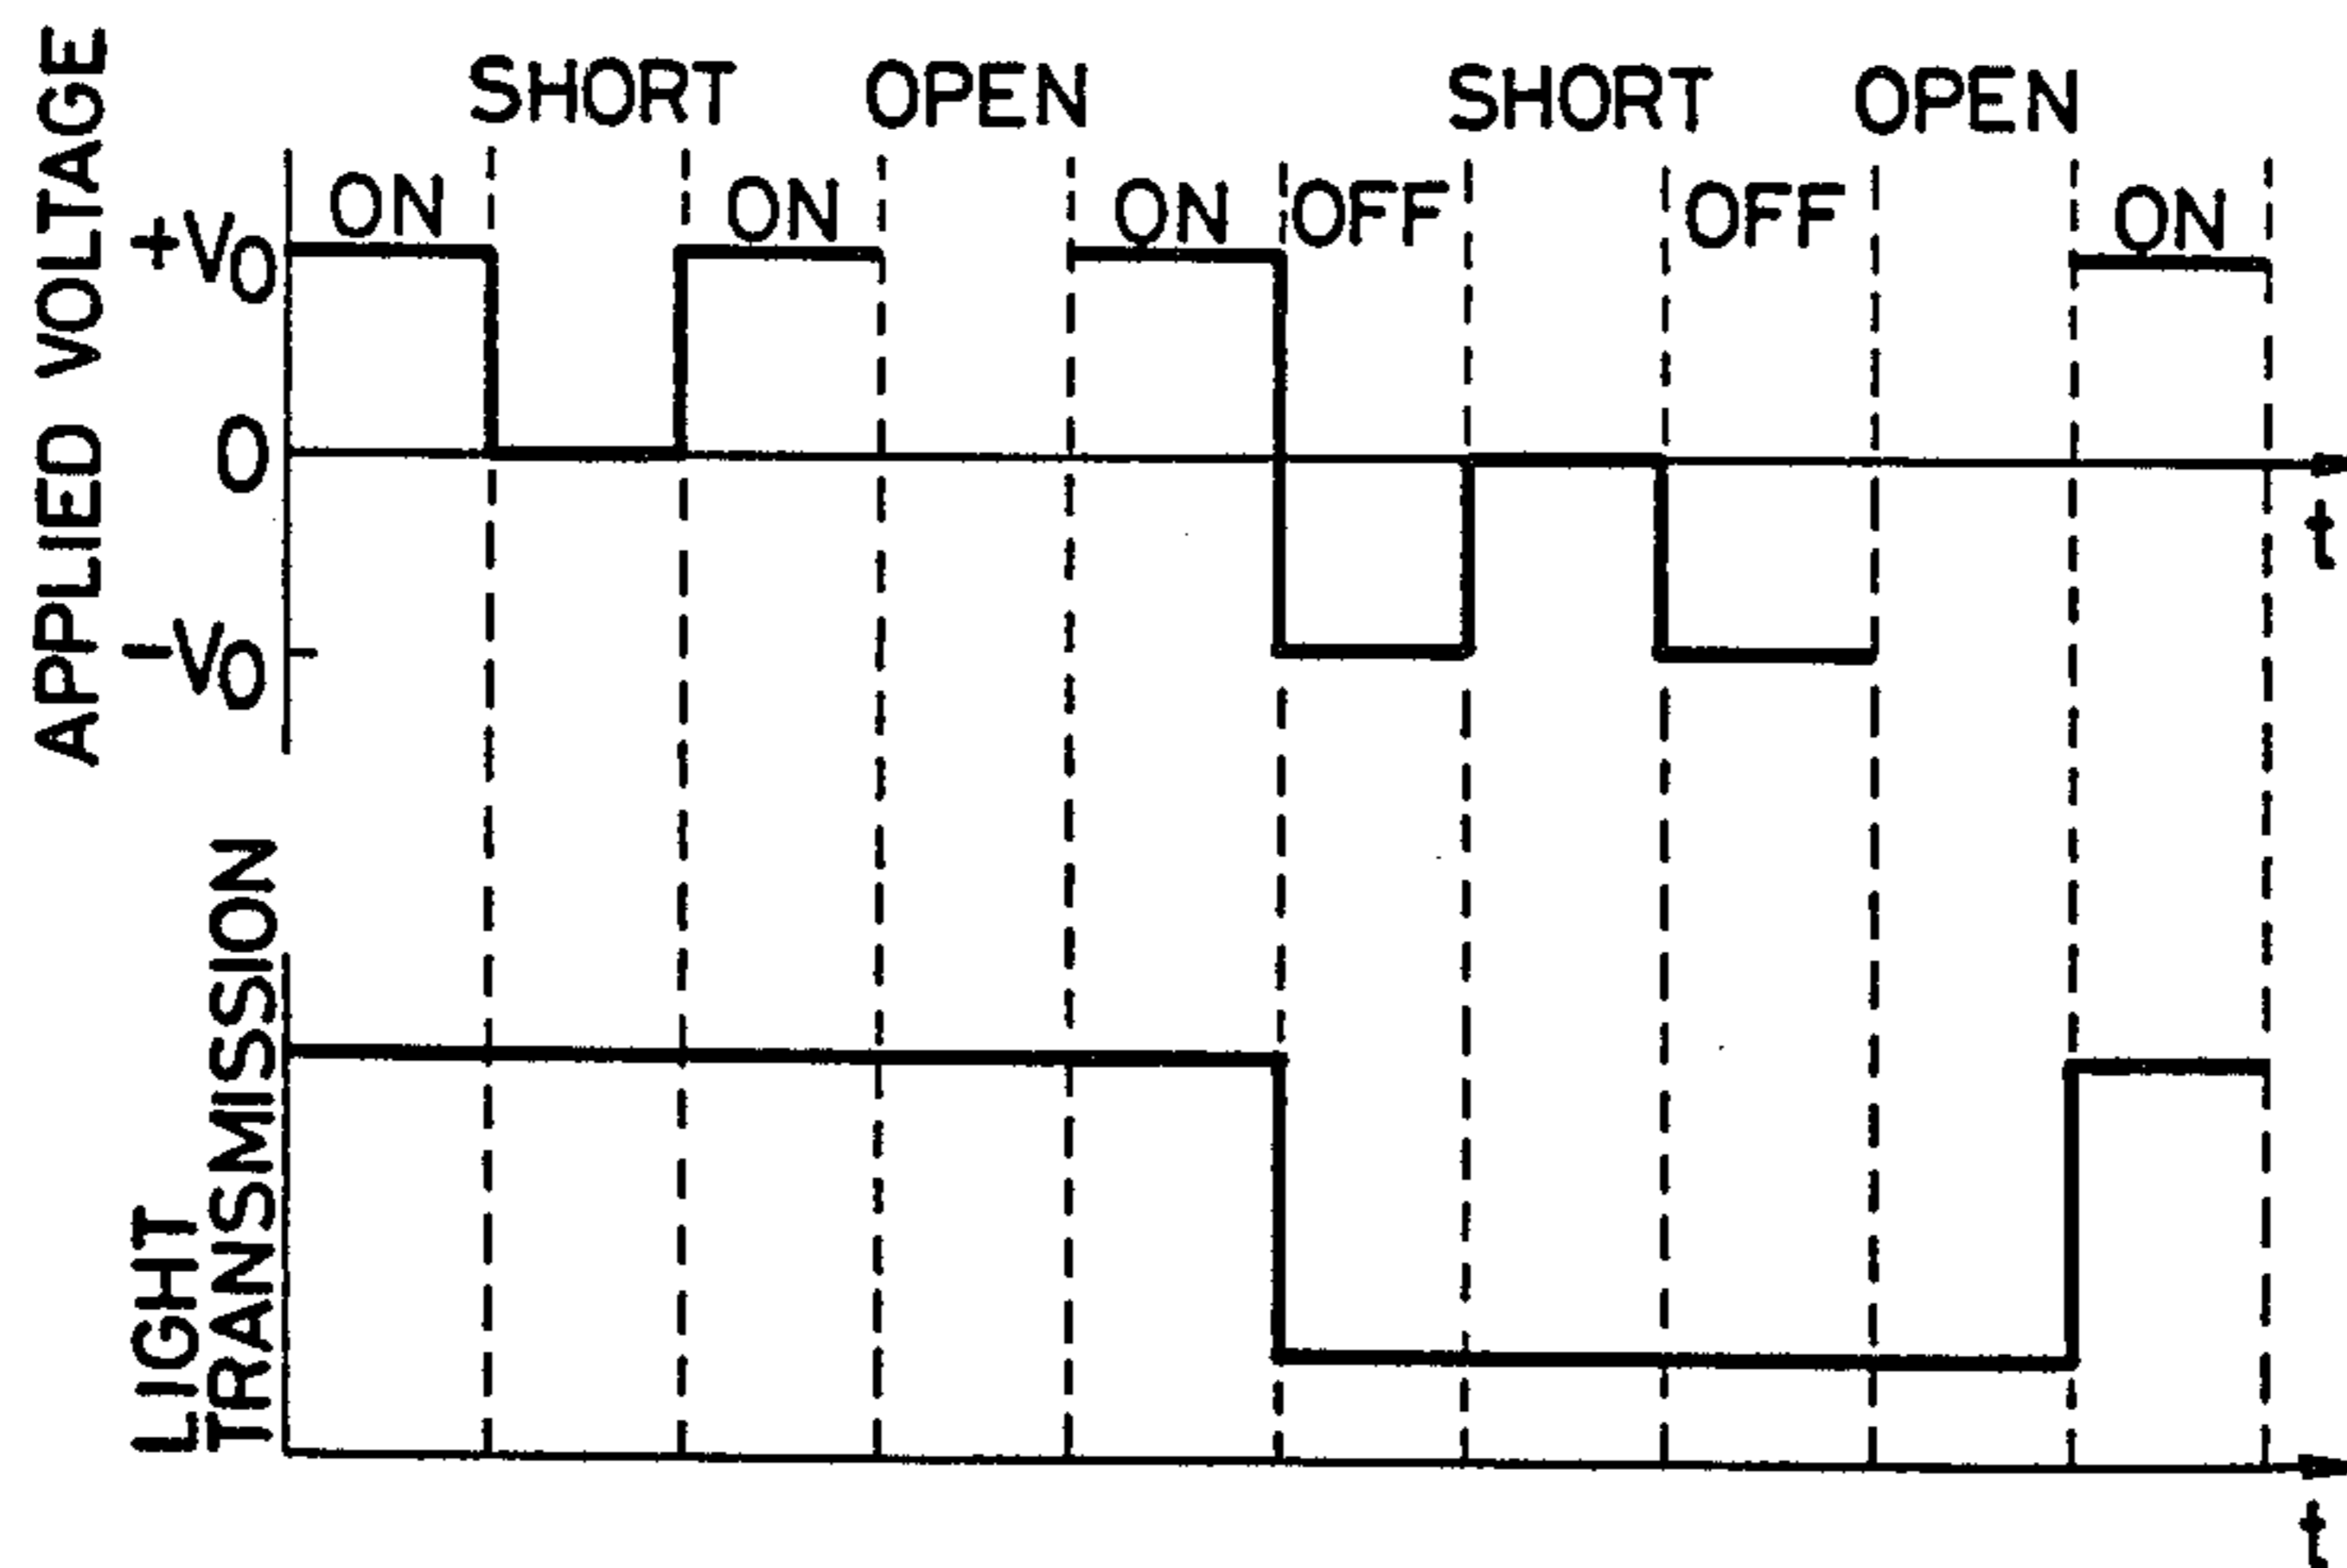 APPLIED VOLTAGE
SHORT OPEN SHORT OPEN
ON ON ON OFF OFF ON
+V0
0
t
-V0
LIGHT
TRANSMISSION
t